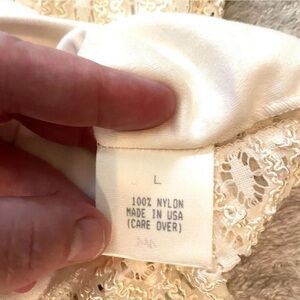 L
100% NYLON
MADE IN USA
(CARE OVER)